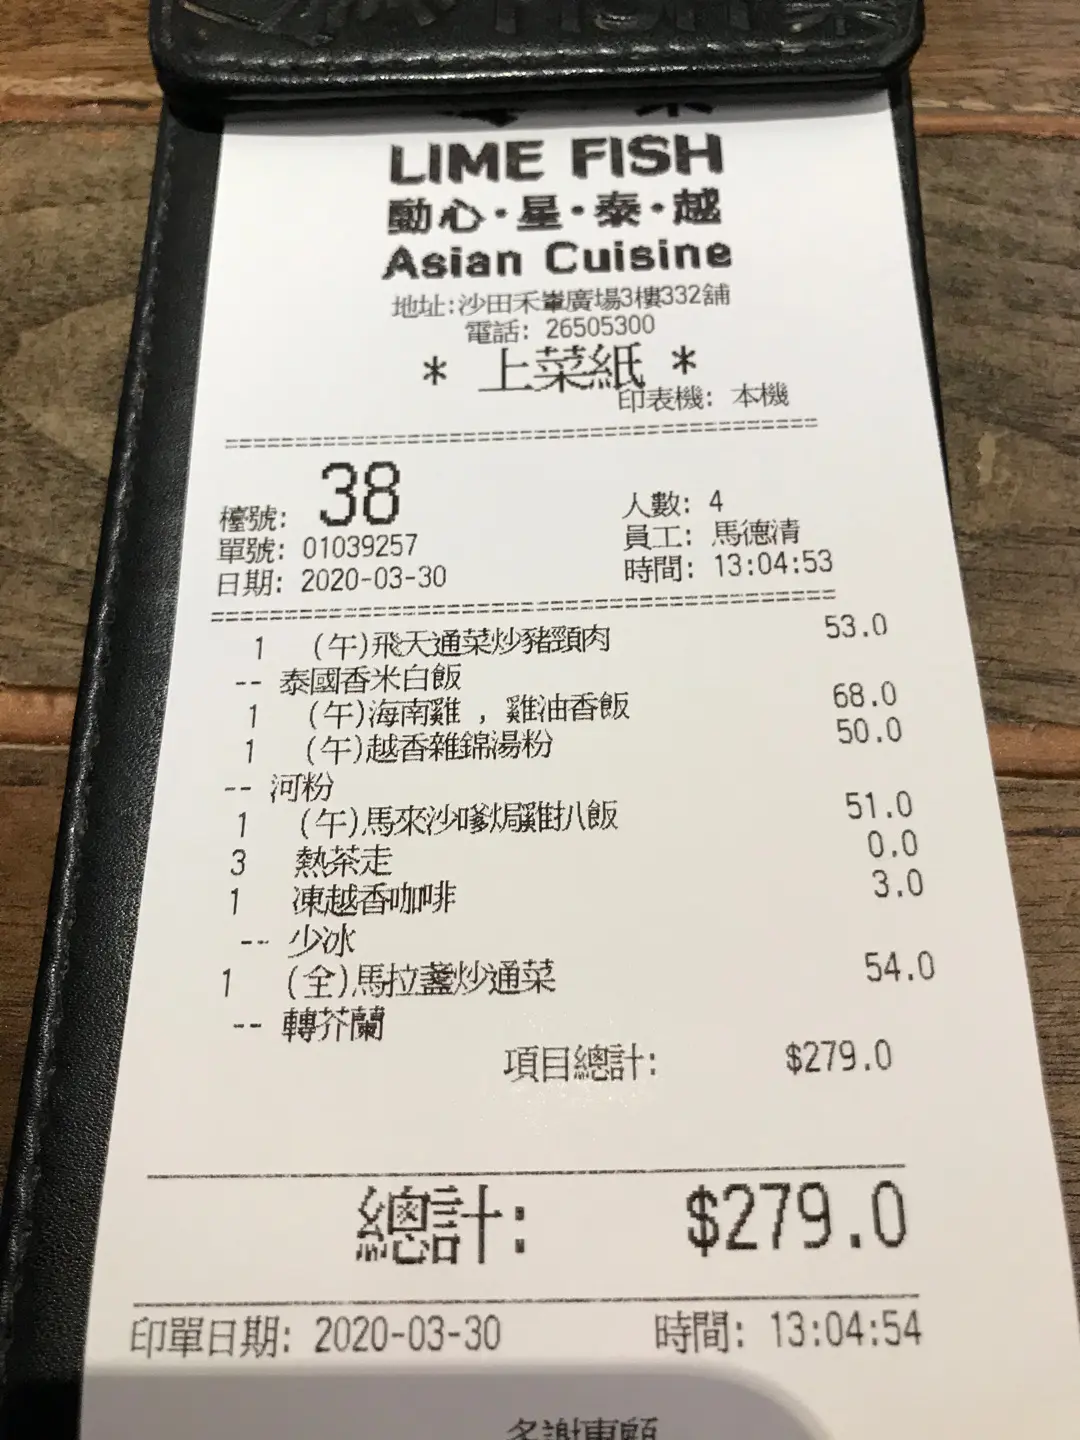 LIME FISH
動心·星·泰·越
Asian Cuisine
地址:沙田禾輋廣場3樓332舖
電話: 26505300
* 上菜紙 *
印表機: 本機
檯號: 38
人數: 4
單號: 01039257
員工: 馬德清
日期: 2020-03-30
時間: 13:04:53
1 (午)飛天通菜炒豬頸肉 53.0
-- 泰國香米白飯
1 (午)海南雞 , 雞油香飯 68.0
1 (午)越香雜錦湯粉 50.0
-- 河粉
1 (午)馬來沙嗲焗雞扒飯 51.0
3 熱茶走 0.0
1 凍越香咖啡 3.0
-- 少冰
1 (全)馬拉盞炒通菜 54.0
-- 轉芥蘭
項目總計: $279.0
總計: $279.0
印單日期: 2020-03-30 時間: 13:04:54
多謝惠顧